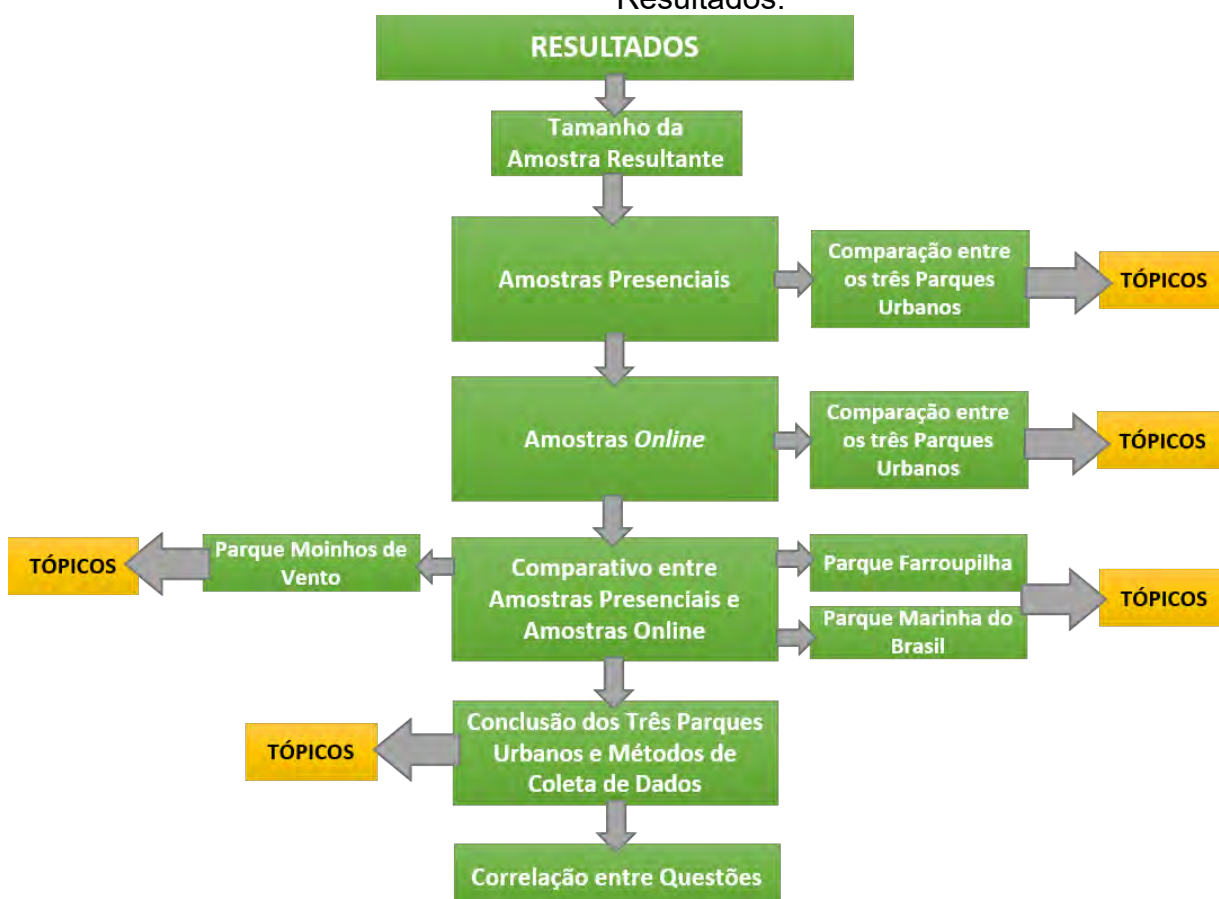 Resultados.
RESULTADOS
Tamanho da
Amostra Resultante
Amostras Presenciais
Comparação entre
os três Parques
Urbanos
TÓPICOS
Amostras Online
Comparação entre
os três Parques
Urbanos
TÓPICOS
TÓPICOS
Parque Moinhos de
Vento
Comparativo entre
Amostras Presenciais e
Amostras Online
Parque Farroupilha
Parque Marinha do
Brasil
TÓPICOS
TÓPICOS
Conclusão dos Três Parques
Urbanos e Métodos de
Coleta de Dados
Correlação entre Questões